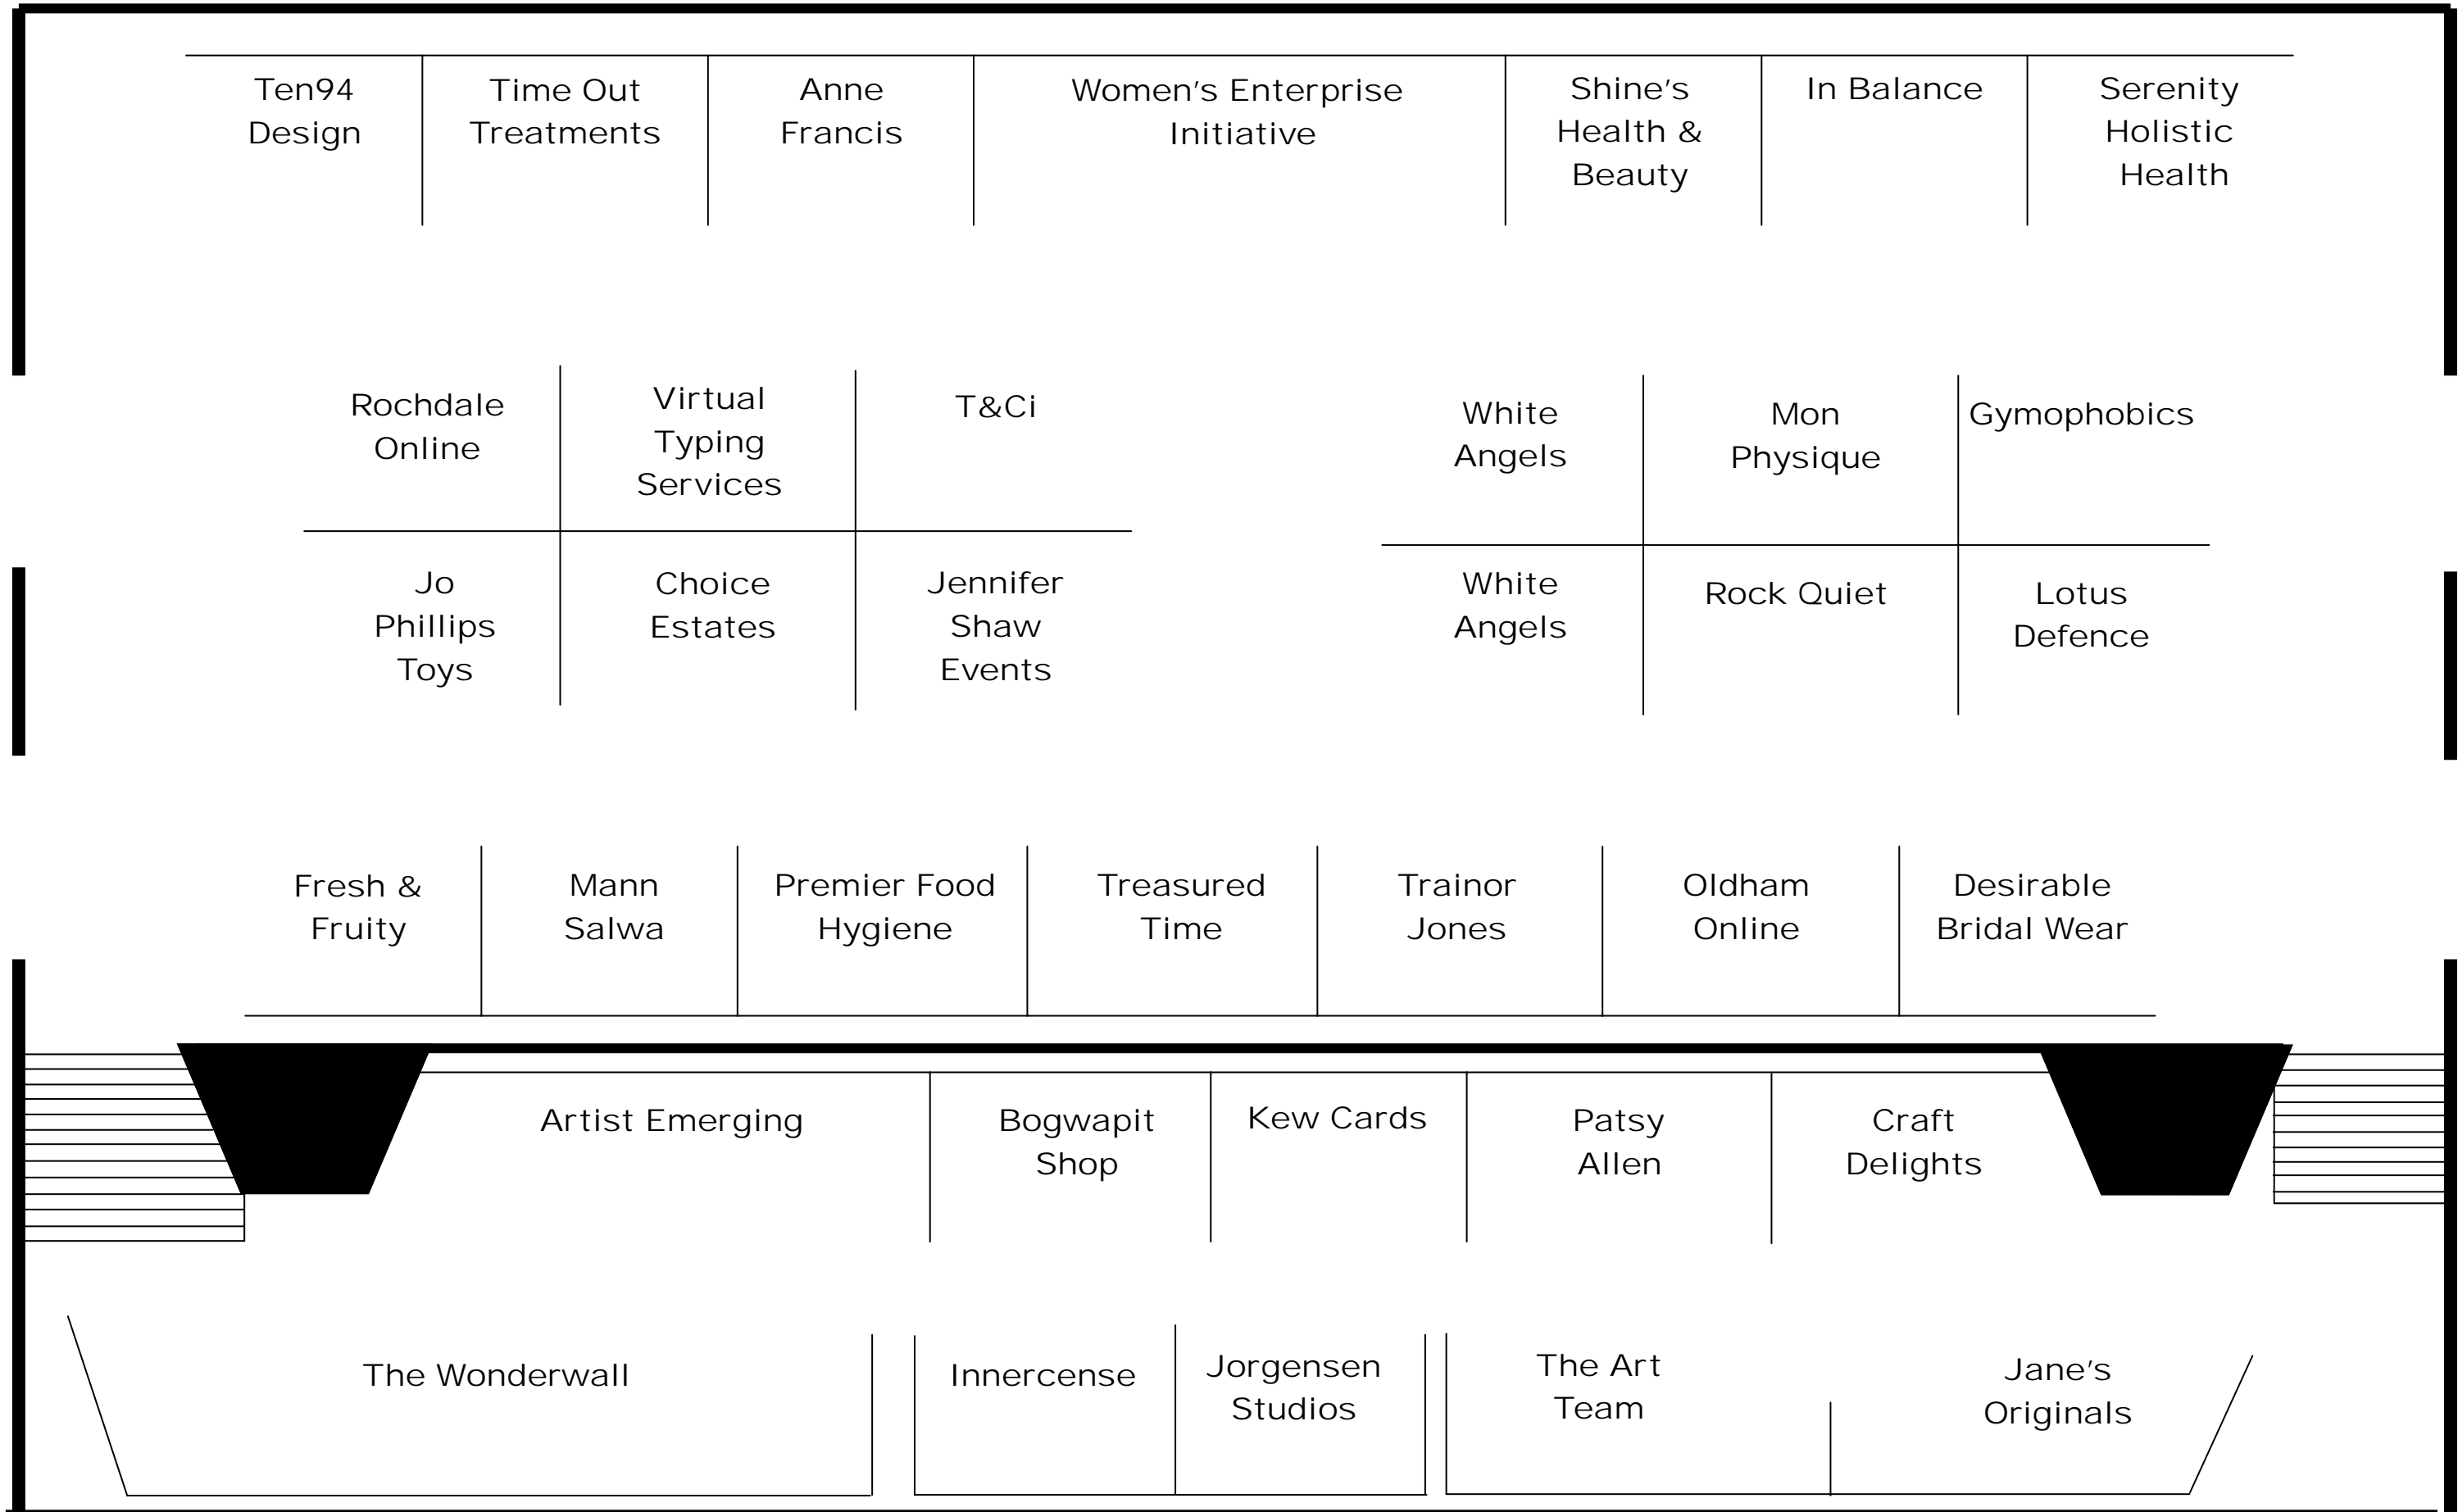 Ten94
Design
Time Out
Treatments
Anne
Francis
Women's Enterprise
Initiative
Shine's
Health &
Beauty
In Balance
Serenity
Holistic
Health
Rochdale
Online
Virtual
Typing
Services
T&Ci
White
Angels
Mon
Physique
Gymophobics
Jo
Phillips
Toys
Choice
Estates
Jennifer
Shaw
Events
White
Angels
Rock Quiet
Lotus
Defence
Fresh &
Fruity
Mann
Salwa
Premier Food
Hygiene
Treasured
Time
Trainor
Jones
Oldham
Online
Desirable
Bridal Wear
Artist Emerging
Bogwapit
Shop
Kew Cards
Patsy
Allen
Craft
Delights
The Wonderwall
Innercense
Jorgensen
Studios
The Art
Team
Jane's
Originals